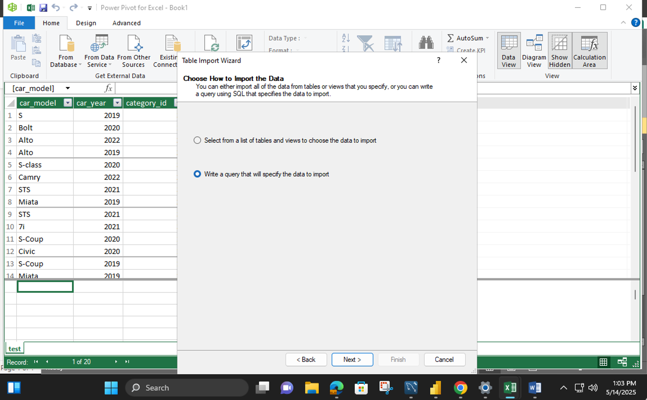 Power Pivot for Excel - Book1
File Home Design Advanced
Paste
From Database
From Data Service
From Other Sources
Existing Connect
Data Type :
Format :
AutoSum
Create KPI
Data View
Diagram View
Show Hidden
Calculation Area
Clipboard
Get External Data
ons
View
[car_model]
fx
car_model car_year category_id
1 S 2019
2 Bolt 2020
3 Alto 2022
4 Alto 2019
5 S-class 2020
6 Camry 2022
7 STS 2021
8 Miata 2019
9 STS 2021
10 7i 2021
11 S-Coup 2020
12 Civic 2020
13 S-Coup 2019
14 Miata 2019
test
Record: 1 of 20
Table Import Wizard ?
Choose How to Import the Data
You can either import all of the data from tables or views that you specify, or you can write
a query using SQL that specifies the data to import.
Select from a list of tables and views to choose the data to import
Write a query that will specify the data to import
< Back Next > Finish Cancel
Search
1:03 PM
5/14/2025